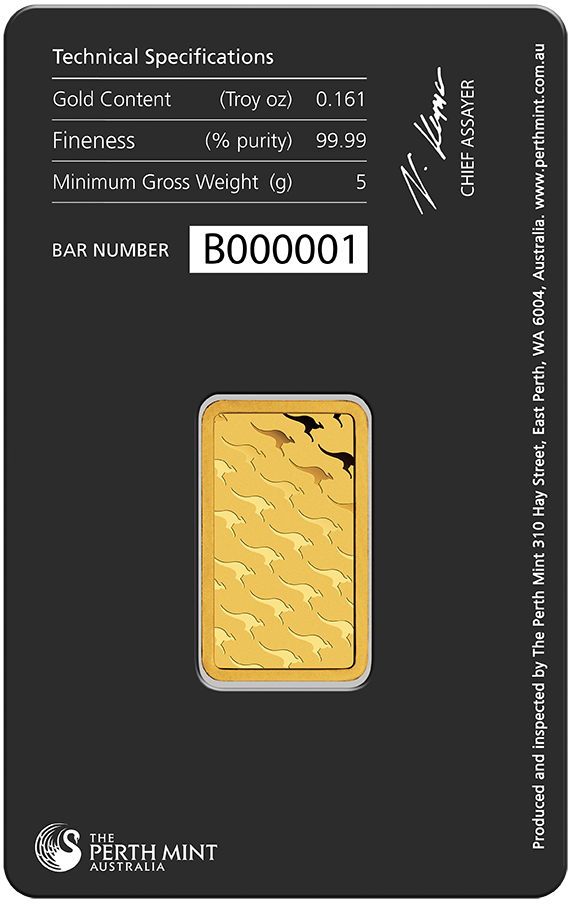 Technical Specifications
Gold Content (Troy oz) 0.161
Fineness (% purity) 99.99
Minimum Gross Weight (g) 5
BAR NUMBER B000001
CHIEF ASSAYER
Produced and inspected by The Perth Mint 310 Hay Street, East Perth, WA 6004, Australia. www.perthmint.com.au
THE
PERTH MINT
AUSTRALIA